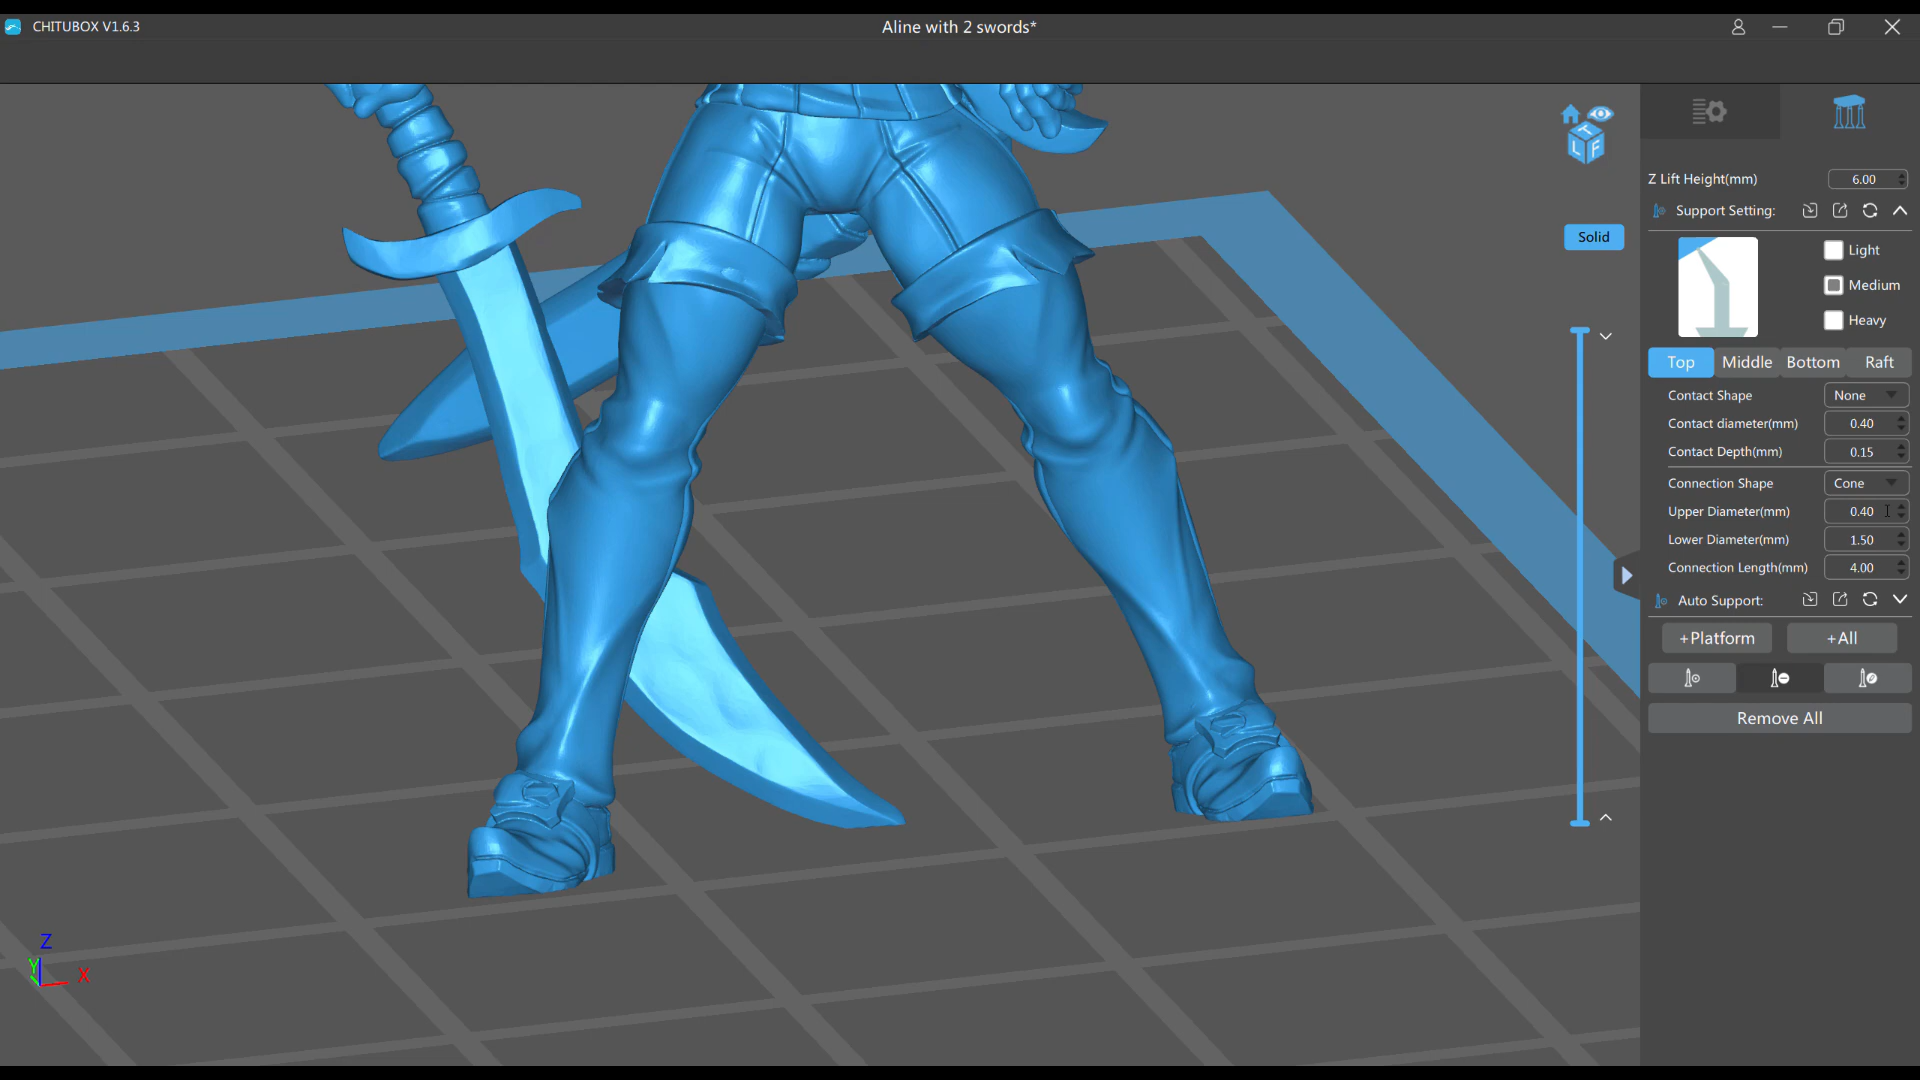 CHITUBOX V1.6.3
Aline with 2 swords*
T
L F
Solid
Z Lift Height(mm) 6.00
Support Setting:
Light
Medium
Heavy
Top Middle Bottom Raft
Contact Shape None
Contact diameter(mm) 0.40
Contact Depth(mm) 0.15
Connection Shape Cone
Upper Diameter(mm) 0.40
Lower Diameter(mm) 1.50
Connection Length(mm) 4.00
Auto Support:
+Platform +All
Remove All
Z
Y X